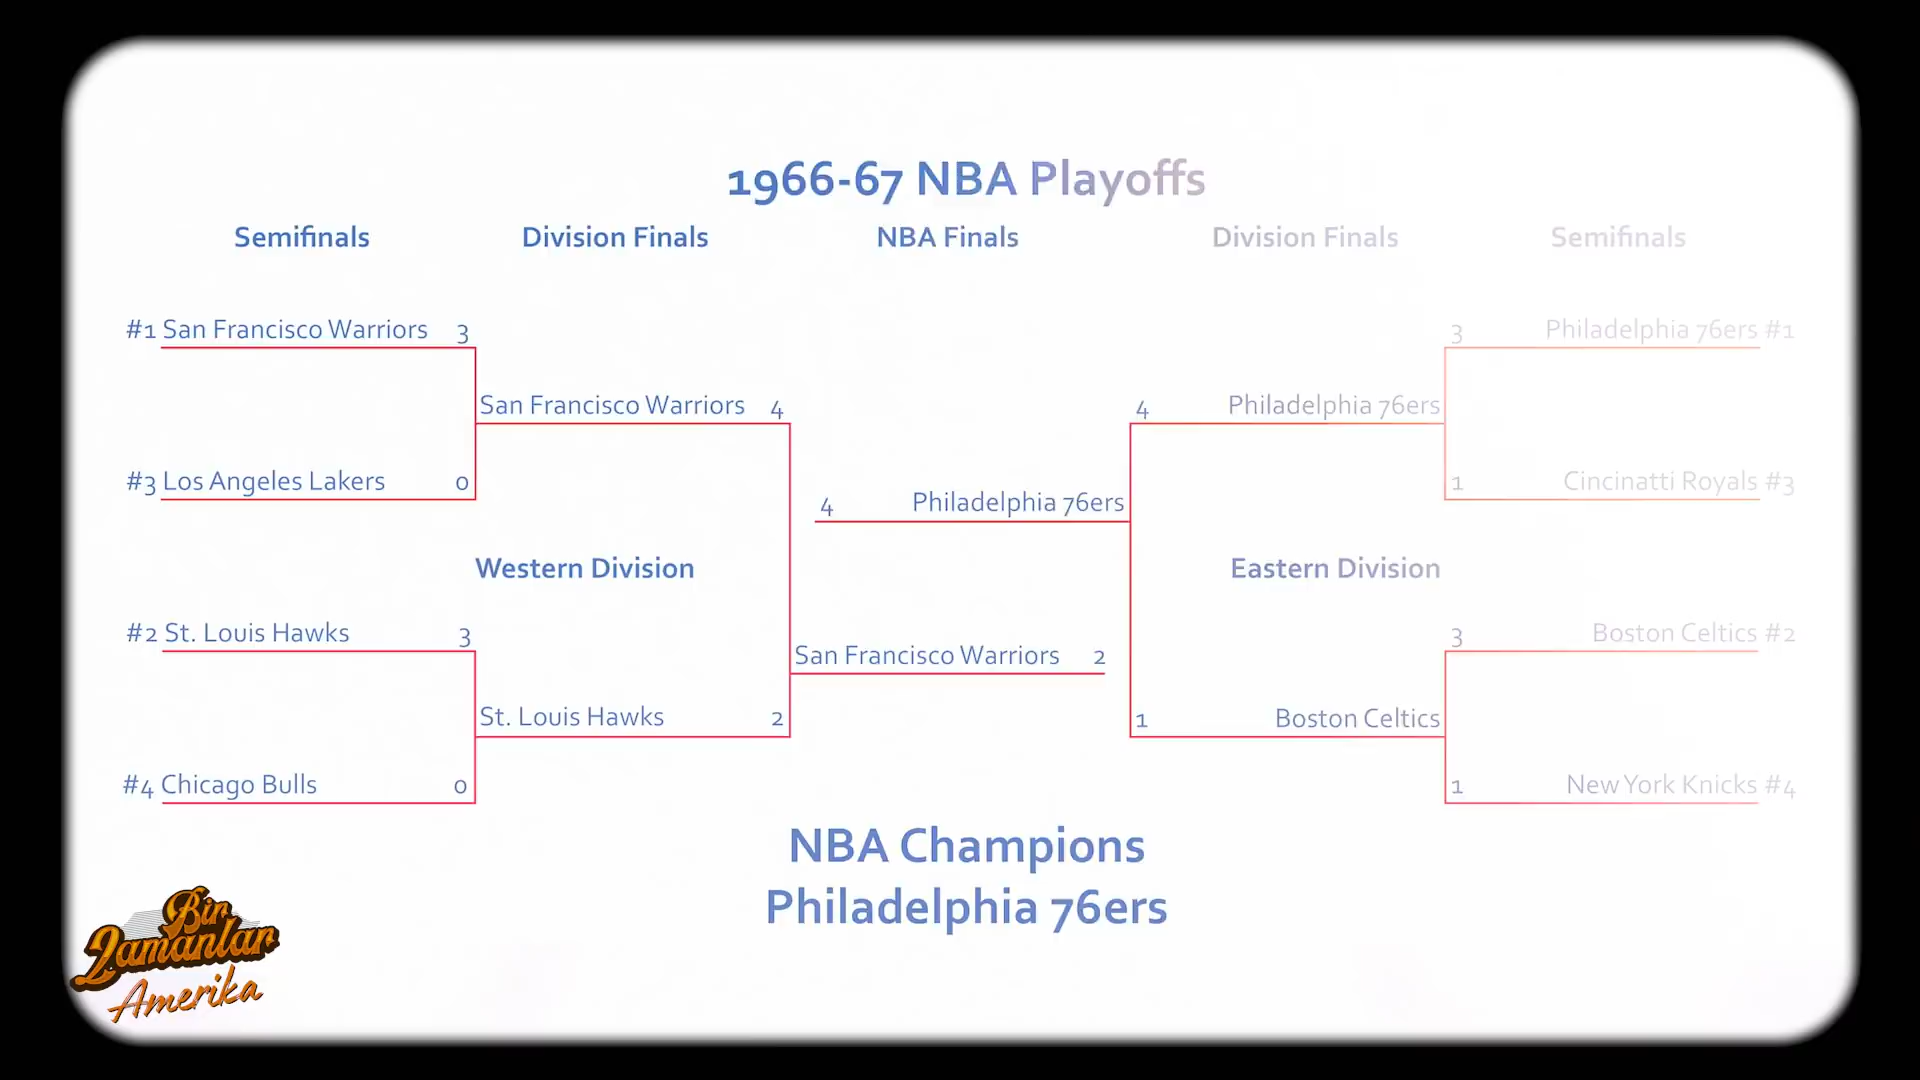 1966-67 NBA Playoffs
Semifinals Division Finals NBA Finals Division Finals Semifinals
#1 San Francisco Warriors 3
3 Philadelphia 76ers #1
San Francisco Warriors 4
4 Philadelphia 76ers
#3 Los Angeles Lakers 0
1 Cincinatti Royals #3
4 Philadelphia 76ers
Western Division
Eastern Division
#2 St. Louis Hawks 3
3 Boston Celtics #2
San Francisco Warriors 2
St. Louis Hawks 2
1 Boston Celtics
#4 Chicago Bulls 0
1 New York Knicks #4
NBA Champions
Philadelphia 76ers
Bir
Zamanlar
Amerika